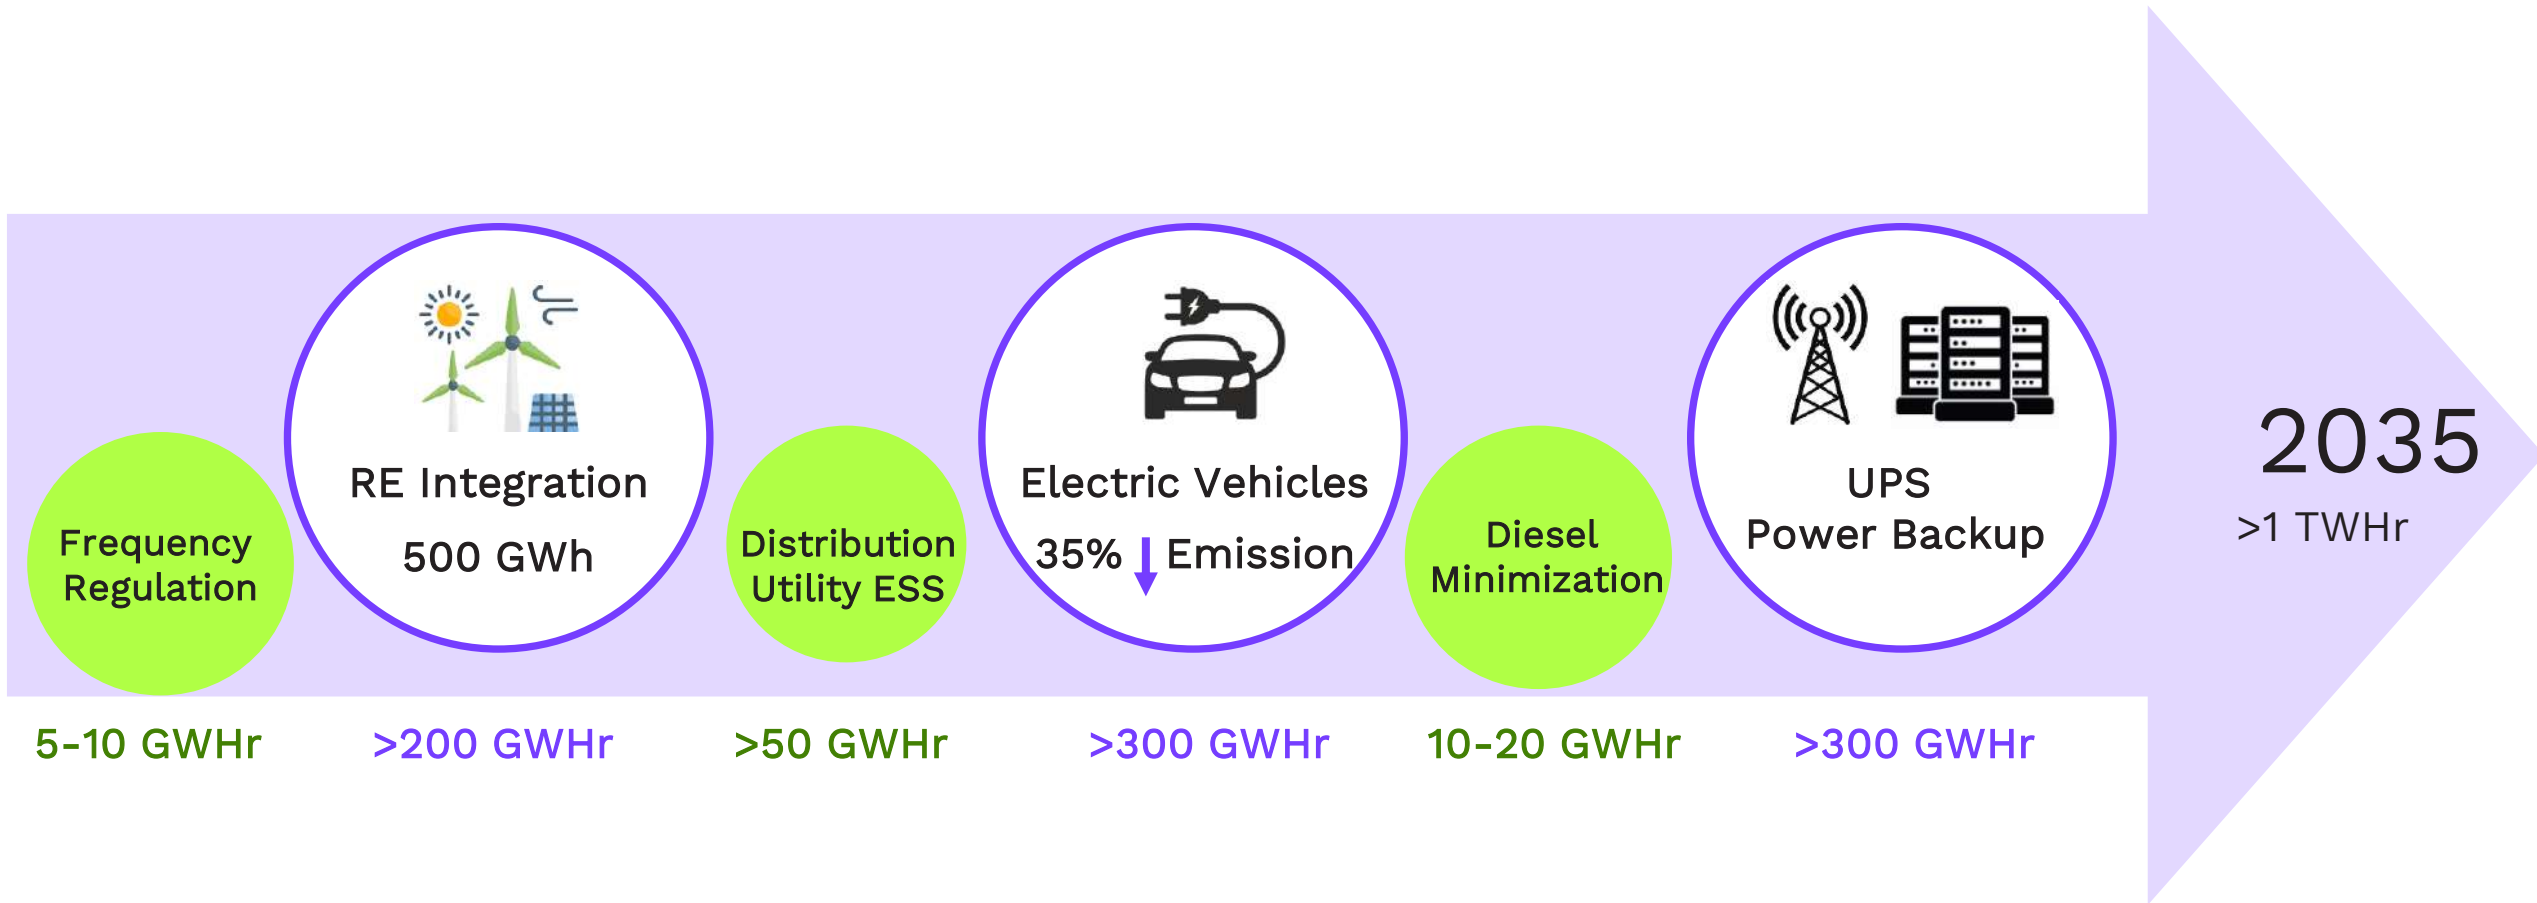 Frequency
Regulation
5-10 GWHr
RE Integration
500 GWh
>200 GWHr
Distribution
Utility ESS
>50 GWHr
Electric Vehicles
35% ↓ Emission
>300 GWHr
Diesel
Minimization
10-20 GWHr
UPS
Power Backup
>300 GWHr
2035
>1 TWHr